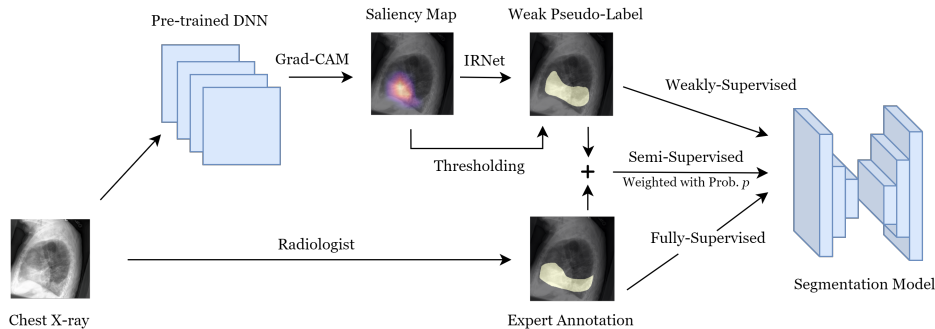 Saliency Map
Weak Pseudo-Label
Pre-trained DNN
Grad-CAM
IRNet
Weakly-Supervised
Thresholding
Semi-Supervised
+
Weighted with Prob. p
Radiologist
Fully-Supervised
Segmentation Model
Chest X-ray
Expert Annotation